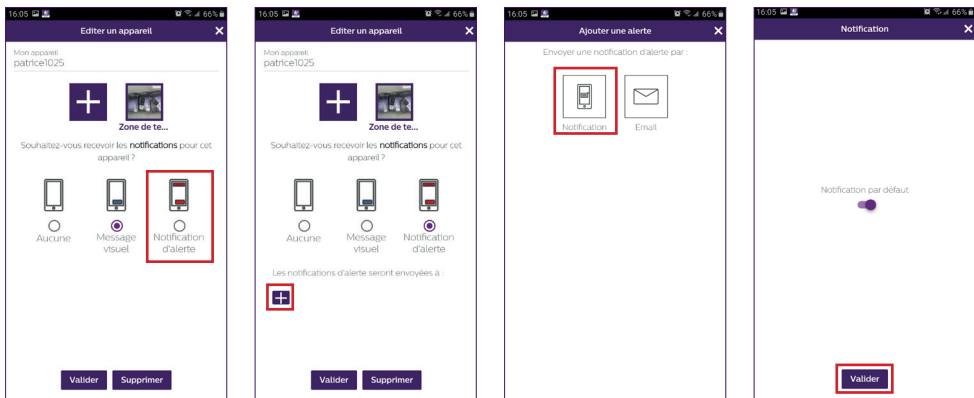 16:05
66%
Editer un appareil
Mon appareil
patrice1025
Zone de te...
Souhaitez-vous recevoir les notifications pour cet
appareil ?
Aucune
Message
visuel
Notification
d'alerte
Valider
Supprimer
16:05
66%
Editer un appareil
Mon appareil
patrice1025
Zone de te...
Souhaitez-vous recevoir les notifications pour cet
appareil ?
Aucune
Message
visuel
Notification
d'alerte
Les notifications d'alerte seront envoyées à :
Valider
Supprimer
16:05
66%
Ajouter une alerte
Envoyer une notification d'alerte par :
Notification
Email
16:05
66%
Notification
Notification par défaut
Valider